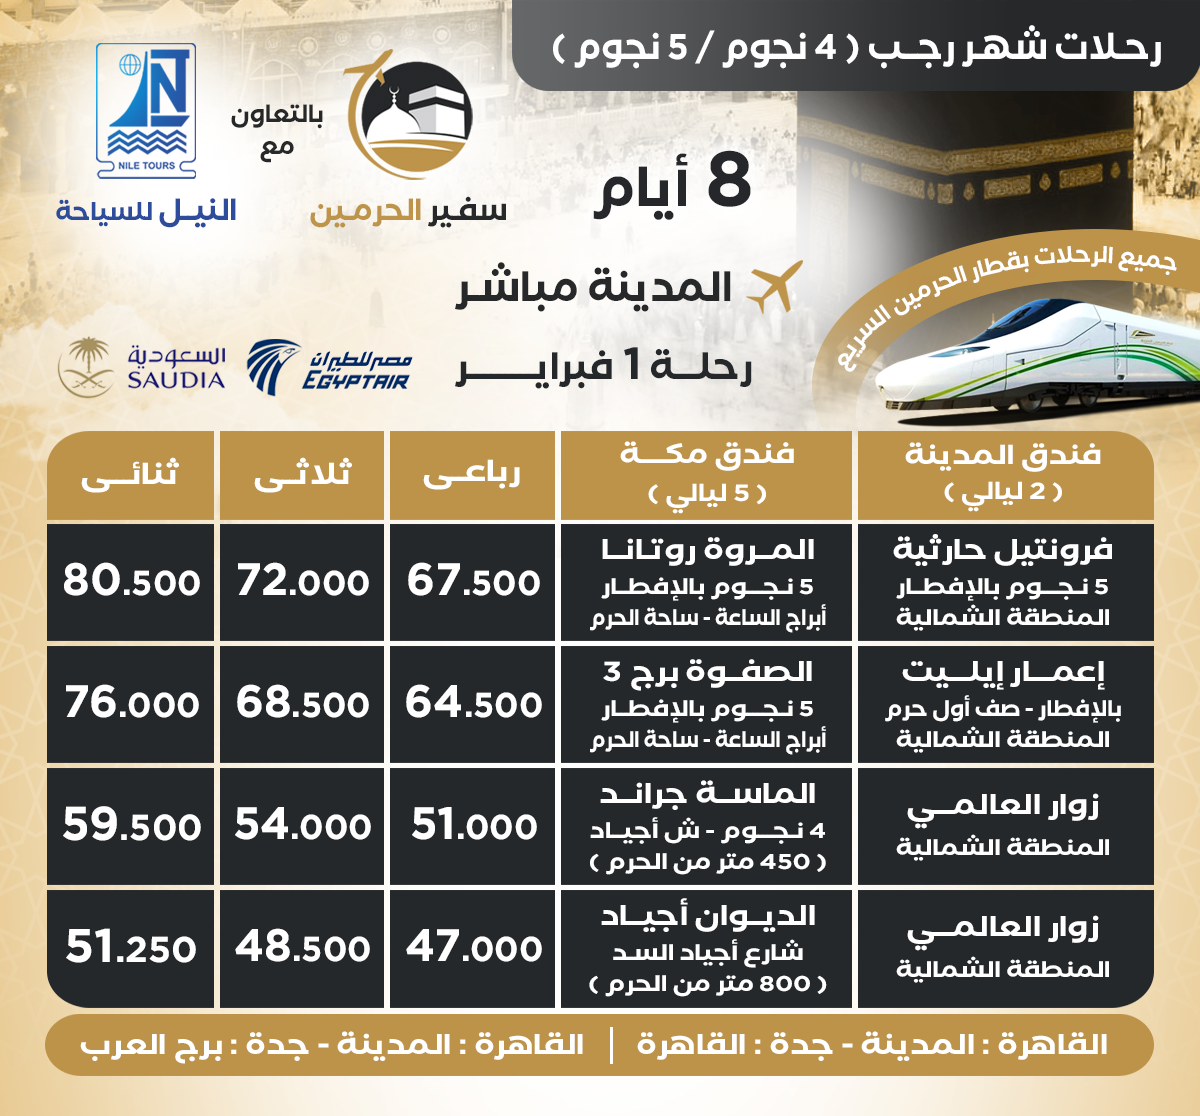 رحلات شهر رجب ( 4 نجوم / 5 نجوم )
NILE TOURS
النيل للسياحة
بالتعاون
مع
سفير الحرمين
8 أيام
المدينة مباشر
رحلة 1 فبراير
جميع الرحلات بقطار الحرمين السريع
مصر للطيران
EGYPTAIR
السعودية
SAUDIA
فندق المدينة
( 2 ليالي )
فندق مكة
( 5 ليالي )
رباعى
ثلاثى
ثنائى
فرونتيل حارثية
5 نجوم بالإفطار
المنطقة الشمالية
المروة روتانا
5 نجوم بالإفطار
أبراج الساعة - ساحة الحرم
67.500
72.000
80.500
إعمار إيليت
بالإفطار - صف أول حرم
المنطقة الشمالية
الصفوة برج 3
5 نجوم بالإفطار
أبراج الساعة - ساحة الحرم
64.500
68.500
76.000
زوار العالمي
المنطقة الشمالية
الماسة جراند
4 نجوم - ش أجياد
( 450 متر من الحرم )
51.000
54.000
59.500
زوار العالمي
المنطقة الشمالية
الديوان أجياد
شارع أجياد السد
( 800 متر من الحرم )
47.000
48.500
51.250
القاهرة : المدينة - جدة : القاهرة | القاهرة : المدينة - جدة : برج العرب